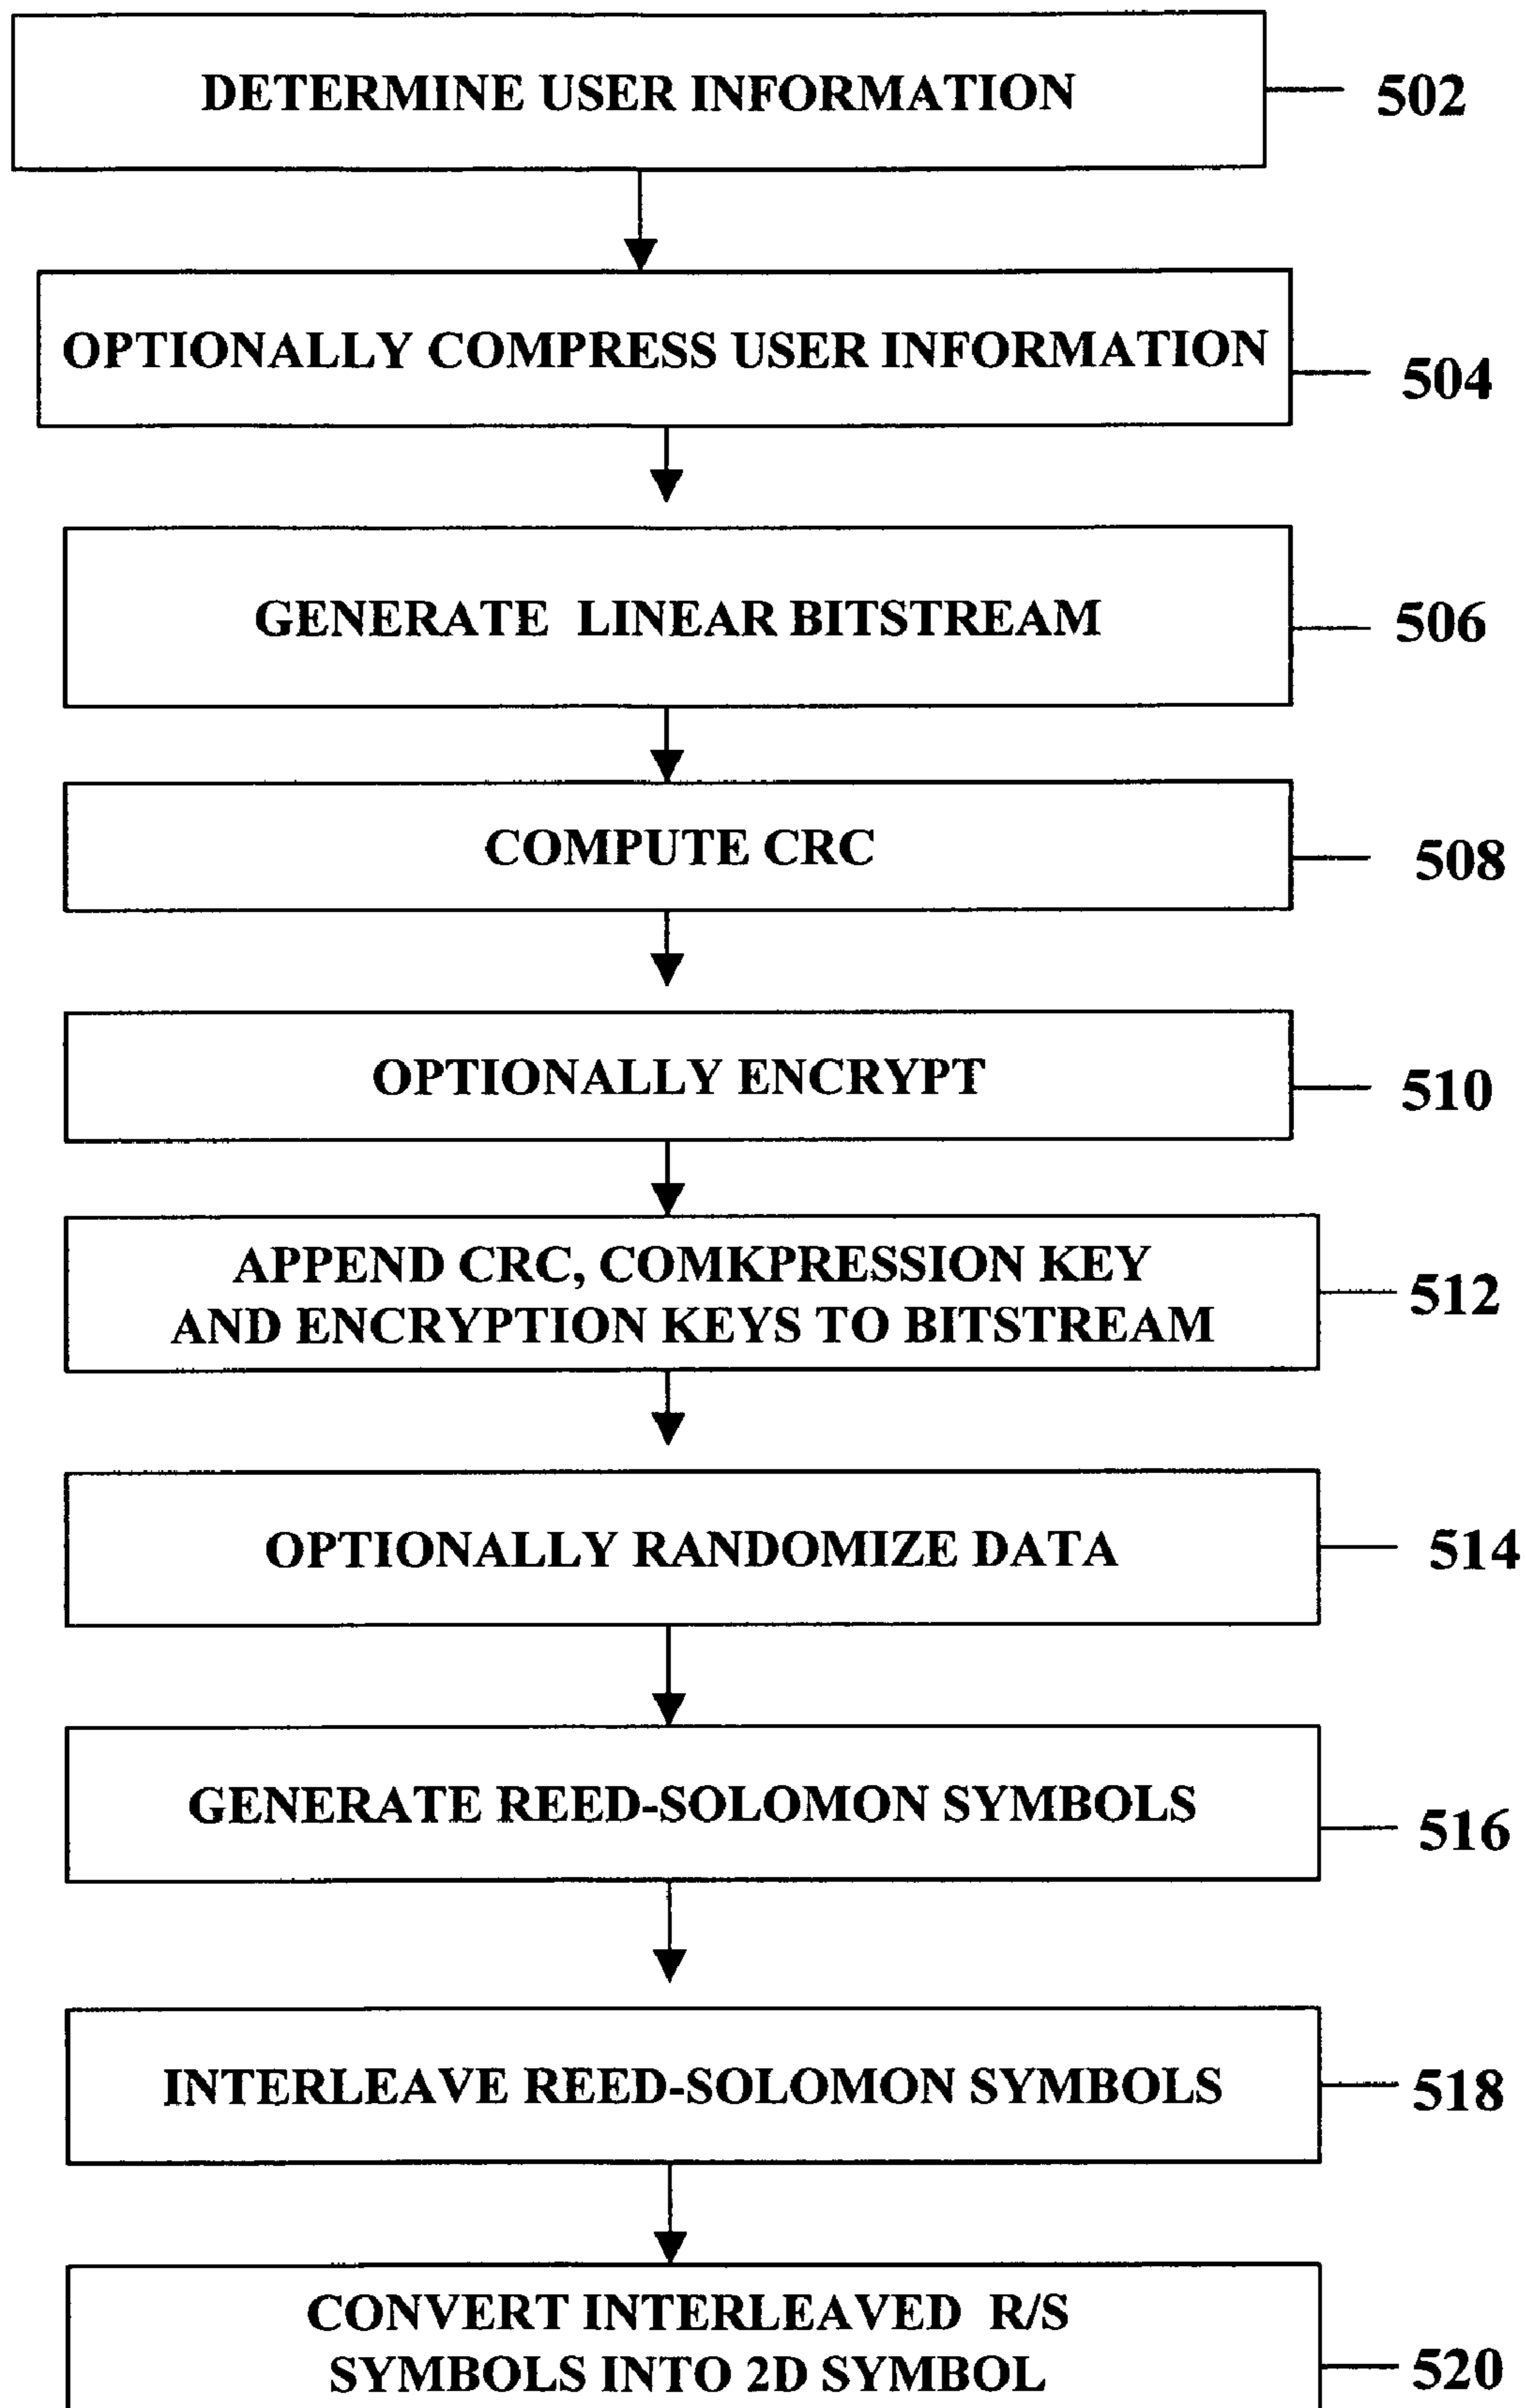 DETERMINE USER INFORMATION
502
OPTIONALLY COMPRESS USER INFORMATION
504
GENERATE LINEAR BITSTREAM
506
COMPUTE CRC
508
OPTIONALLY ENCRYPT
510
APPEND CRC, COMKPRESSION KEY
AND ENCRYPTION KEYS TO BITSTREAM
512
OPTIONALLY RANDOMIZE DATA
514
GENERATE REED-SOLOMON SYMBOLS
516
INTERLEAVE REED-SOLOMON SYMBOLS
518
CONVERT INTERLEAVED R/S
SYMBOLS INTO 2D SYMBOL
520